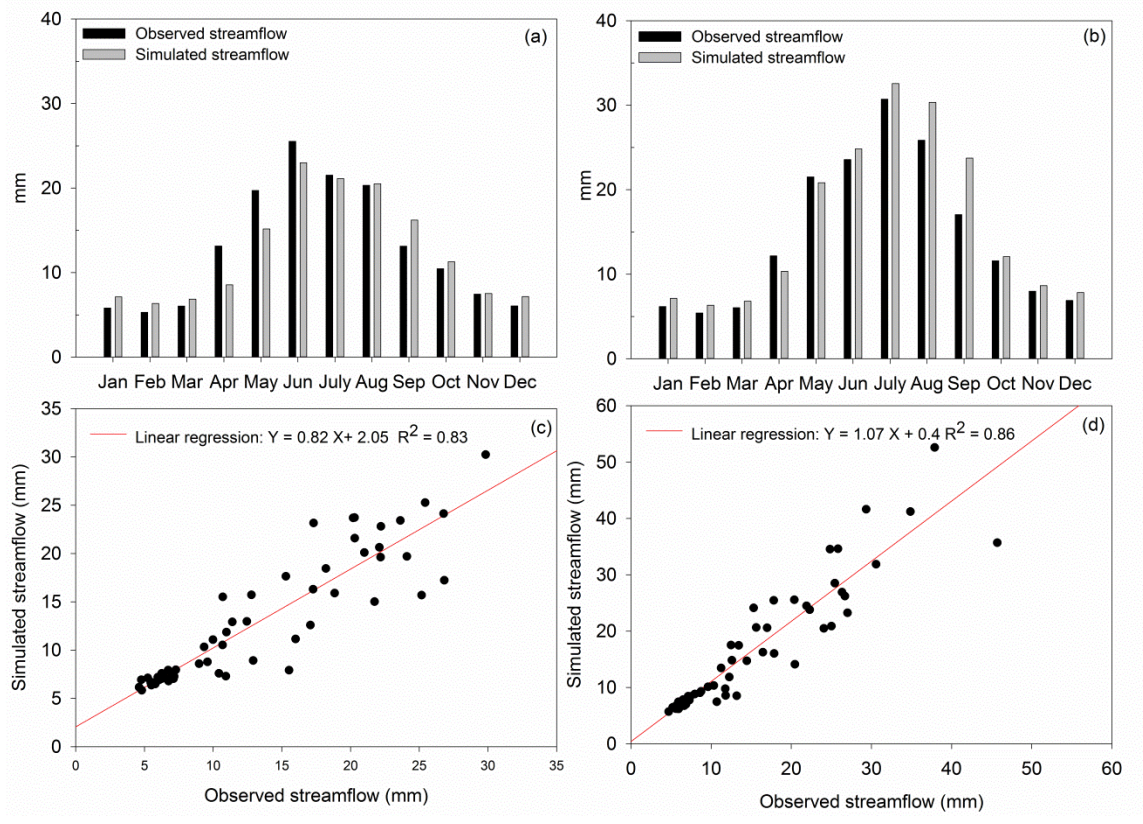 (a)
Observed streamflow
Simulated streamflow
40
30
20
10
0
mm
Jan Feb Mar Apr May Jun July Aug Sep Oct Nov Dec
(b)
Observed streamflow
Simulated streamflow
40
30
20
10
0
mm
Jan Feb Mar Apr May Jun July Aug Sep Oct Nov Dec
(c)
Linear regression: Y = 0.82 X+ 2.05 R² = 0.83
35
30
25
20
15
10
5
0
Simulated streamflow (mm)
0 5 10 15 20 25 30 35
Observed streamflow (mm)
(d)
Linear regression: Y = 1.07 X + 0.4 R² = 0.86
60
50
40
30
20
10
0
Simulated streamflow (mm)
0 10 20 30 40 50 60
Observed streamflow (mm)